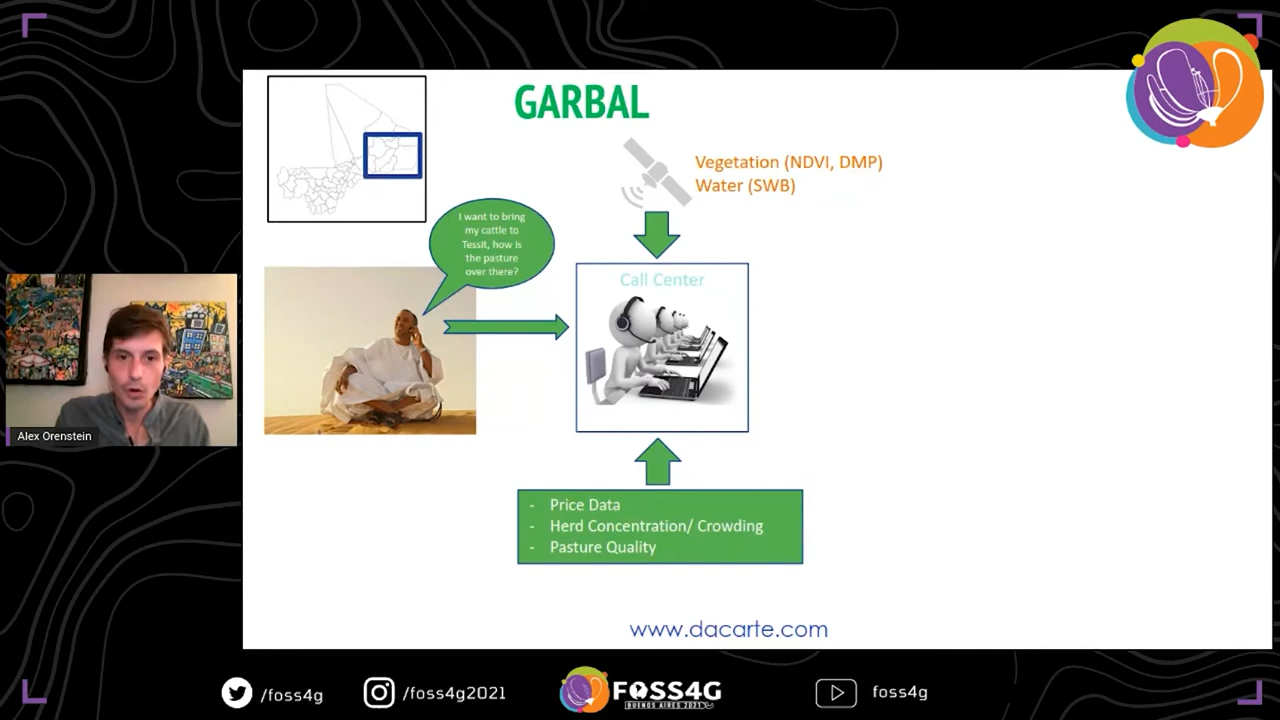 GARBAL
Vegetation (NDVI, DMP)
Water (SWB)
I want to bring
my cattle to
Tessit, how is
the pasture
over there?
Call Center
Alex Orenstein
- Price Data
- Herd Concentration/ Crowding
- Pasture Quality
www.dacarte.com
/foss4g
/foss4g2021
FOSS4G
BUENOS AIRES 2021
foss4g